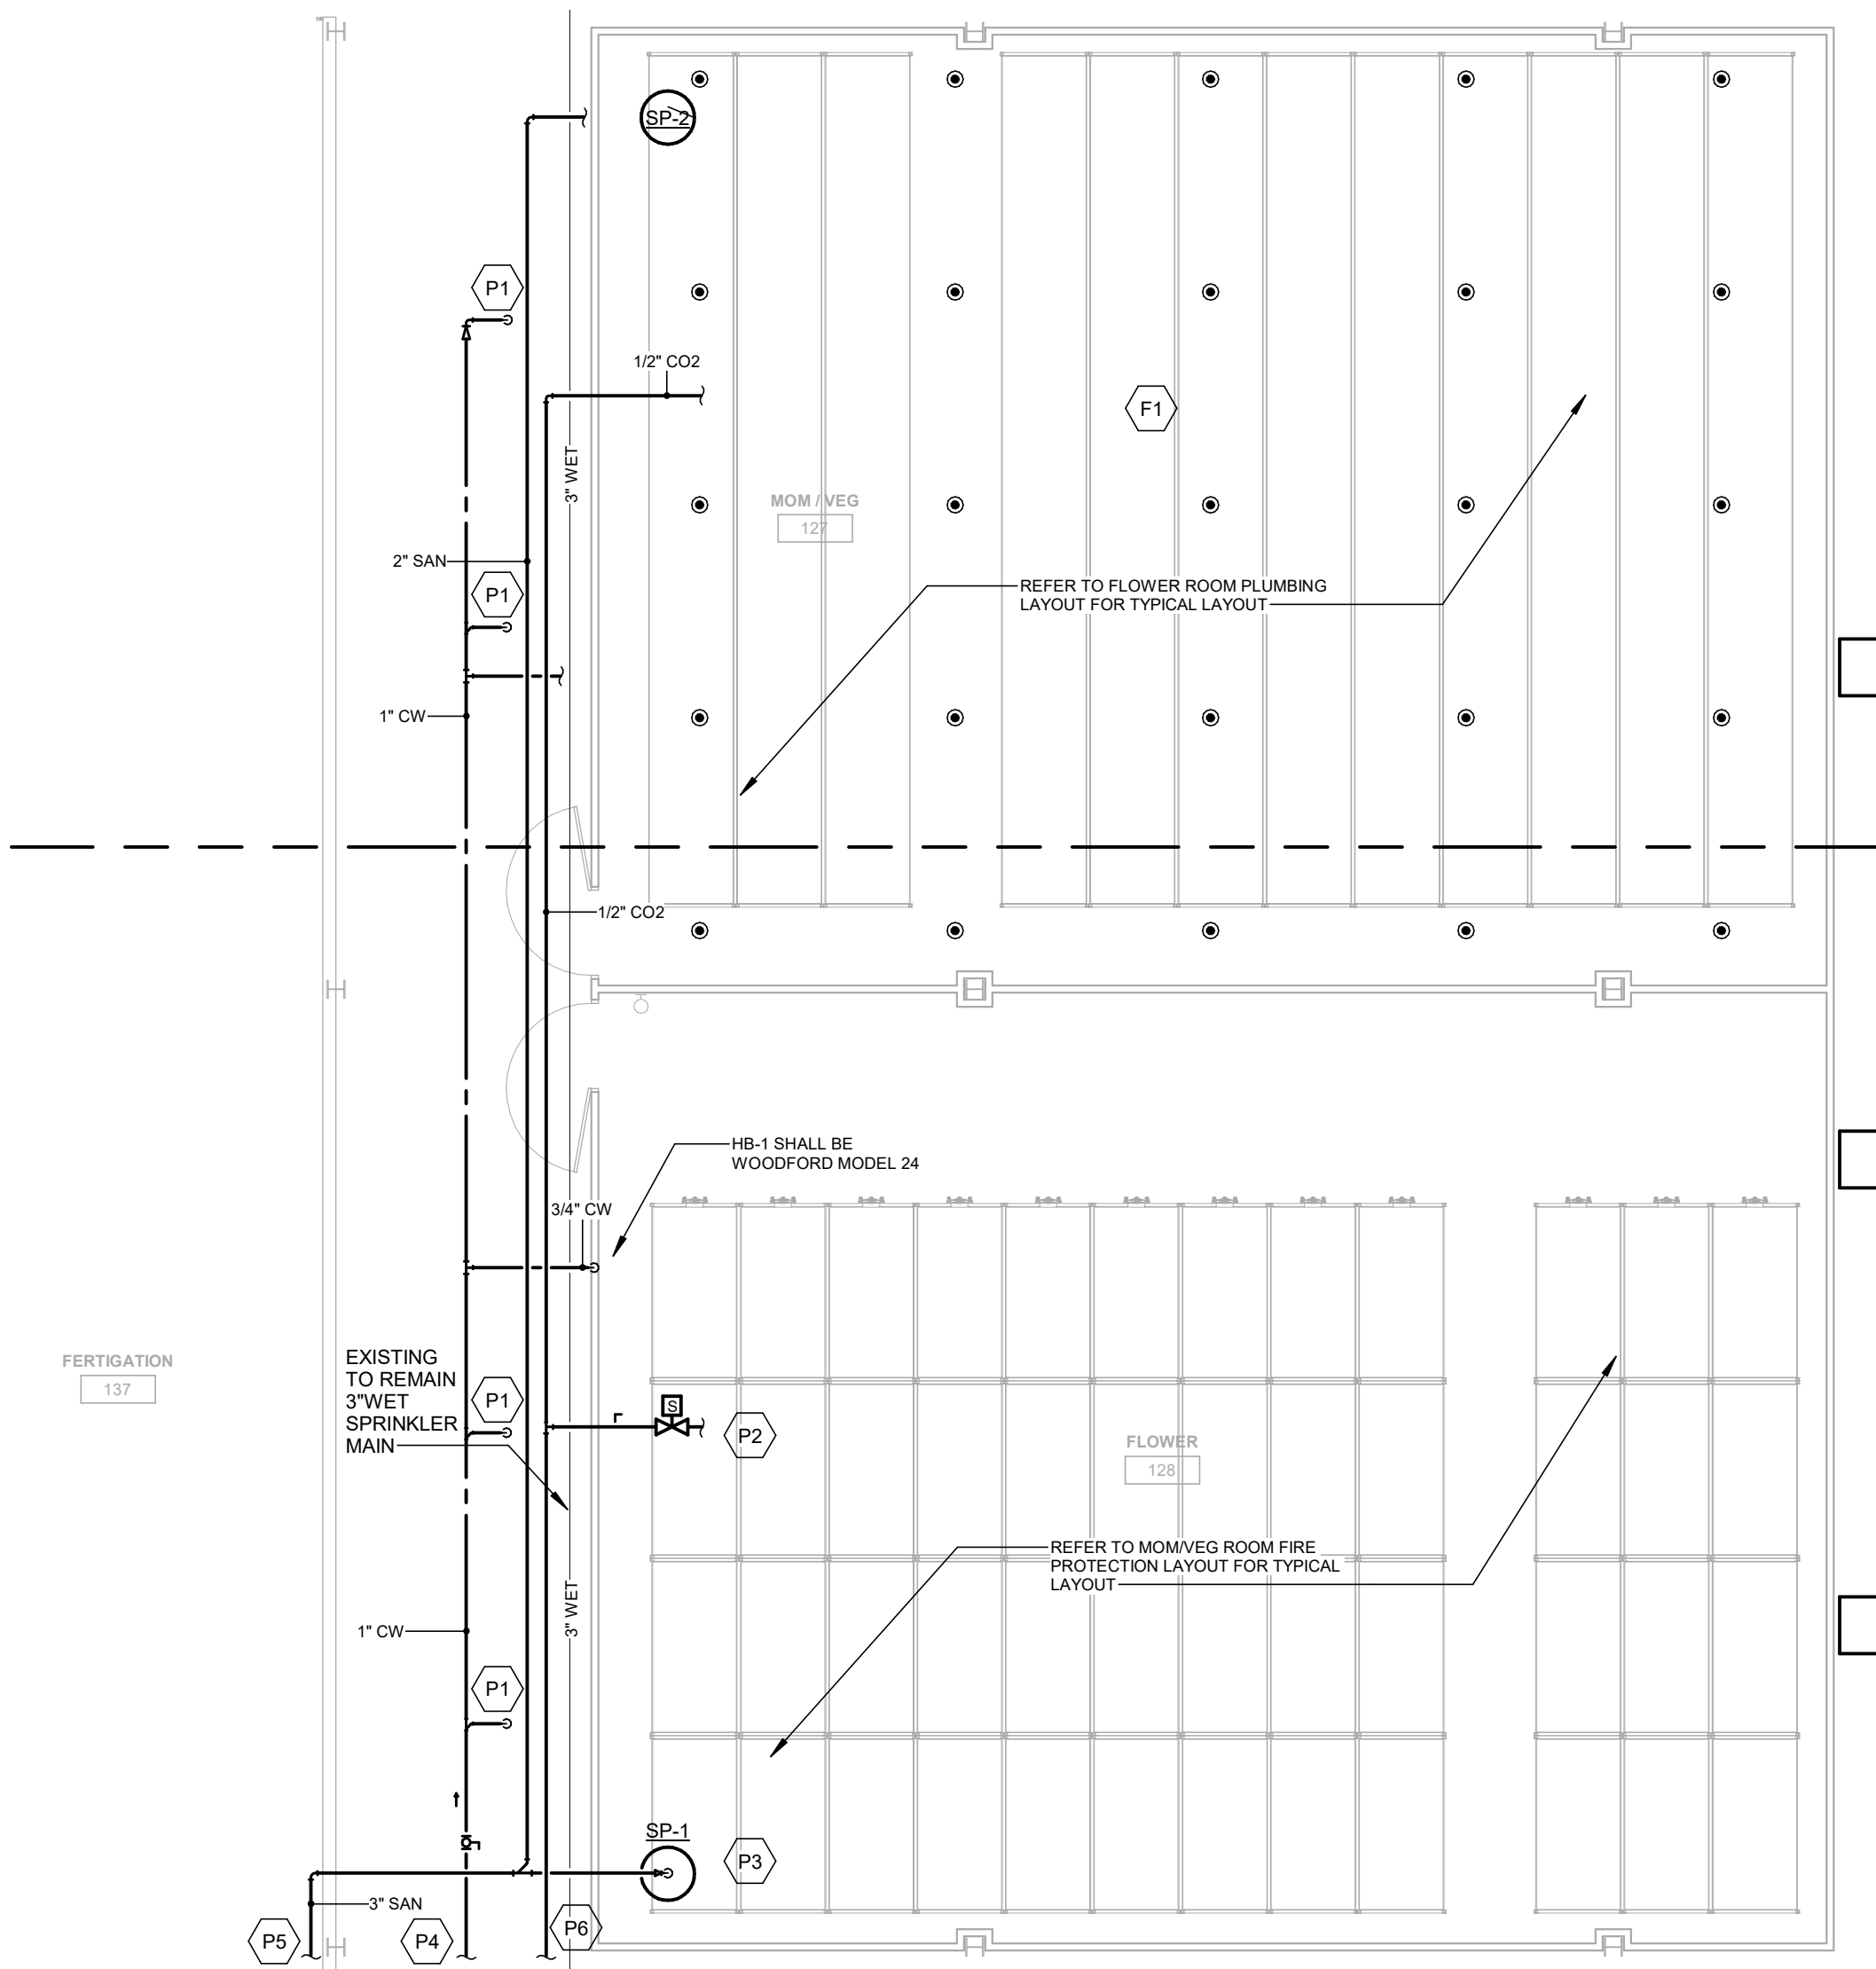 SP-2
P1
1/2" CO2
F1
3" WET
MOM / VEG
127
2" SAN
P1
REFER TO FLOWER ROOM PLUMBING
LAYOUT FOR TYPICAL LAYOUT
1" CW
1/2" CO2
HB-1 SHALL BE
WOODFORD MODEL 24
3/4" CW
FERTIGATION
137
EXISTING
TO REMAIN
3"WET
SPRINKLER
MAIN
P1
S
P2
FLOWER
128
REFER TO MOM/VEG ROOM FIRE
PROTECTION LAYOUT FOR TYPICAL
LAYOUT
3" WET
1" CW
P1
SP-1
P3
3" SAN
P5
P4
P6